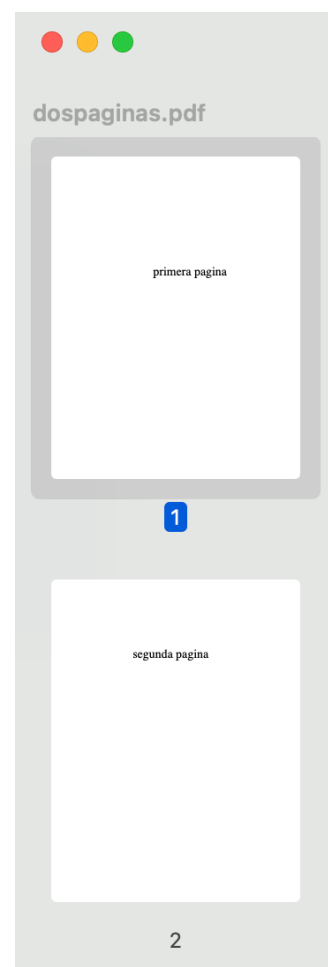 dospaginas.pdf
primera pagina
1
segunda pagina
2